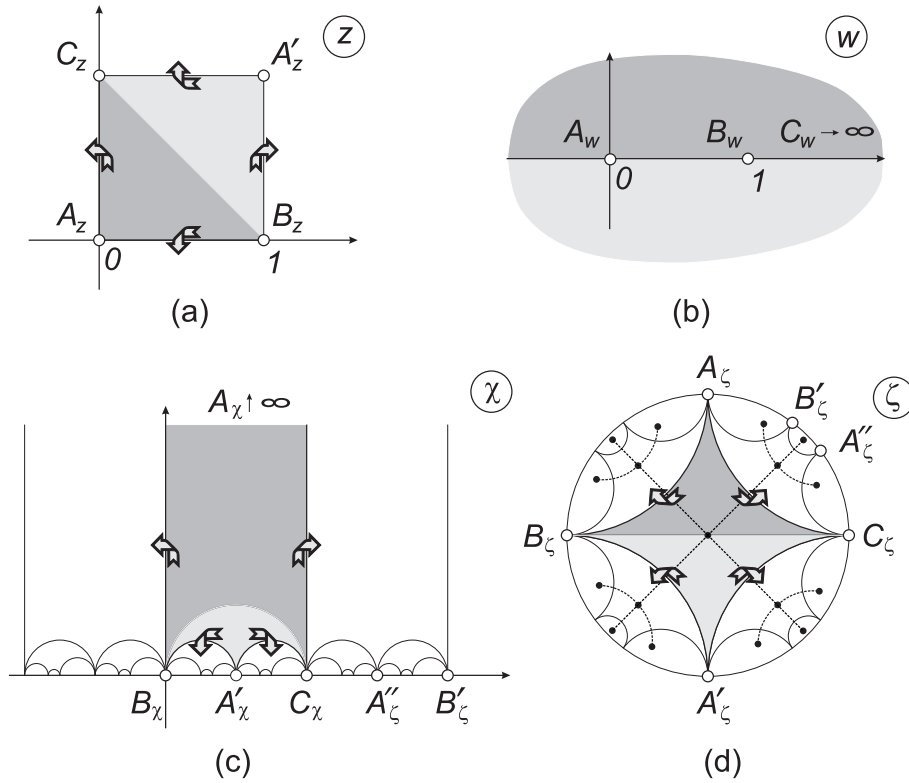 C_z A′_z z
A_z B_z
0 1
(a)
w
A_w B_w C_w → ∞
0 1
(b)
A_χ ↑ ∞ χ
B_χ A′_χ C_χ A″_ζ B′_ζ
(c)
A_ζ ζ
B′_ζ
A″_ζ
B_ζ C_ζ
A′_ζ
(d)